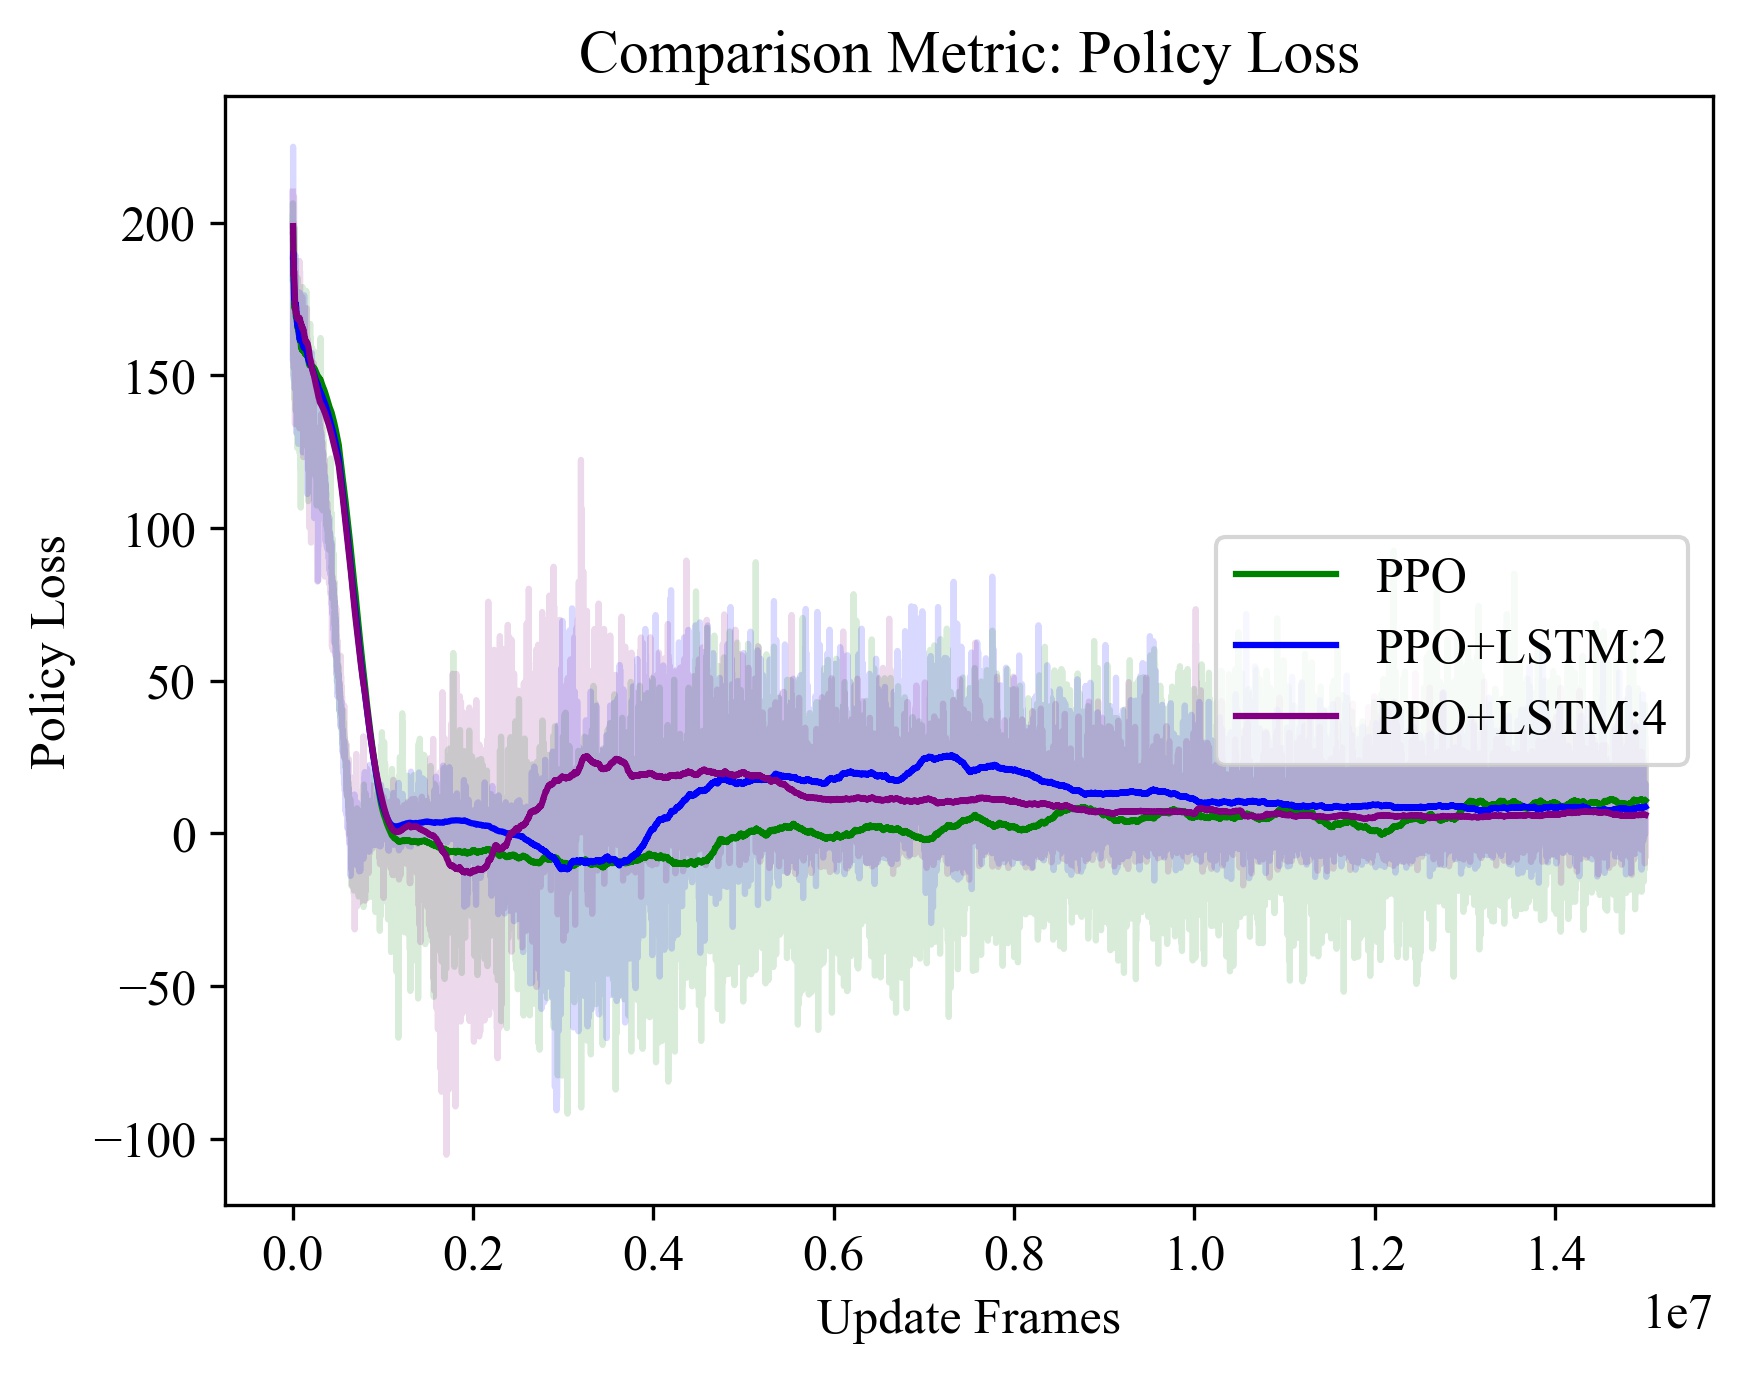 Comparison Metric: Policy Loss
Policy Loss
200
150
100
50
0
−50
−100
PPO
PPO+LSTM:2
PPO+LSTM:4
0.0 0.2 0.4 0.6 0.8 1.0 1.2 1.4
1e7
Update Frames